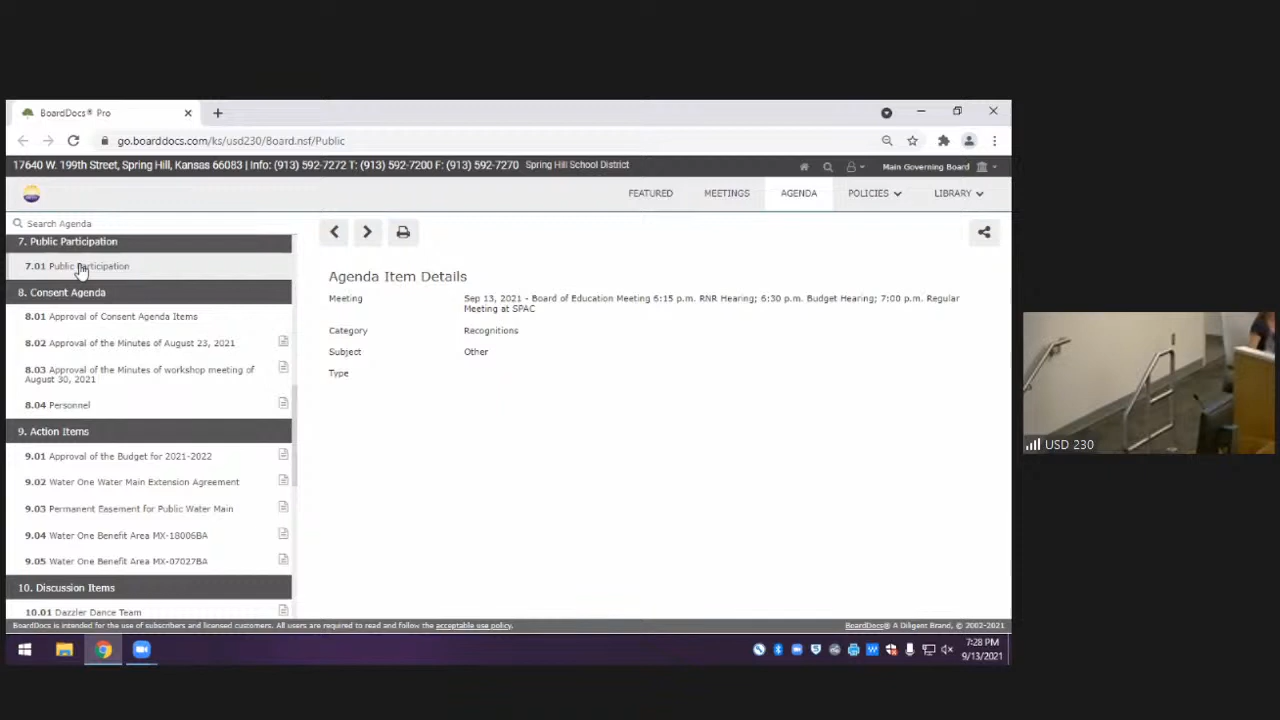 BoardDocs® Pro
go.boarddocs.com/ks/usd230/Board.nsf/Public
17640 W. 199th Street, Spring Hill, Kansas 66083 | Info: (913) 592-7272 T: (913) 592-7200 F: (913) 592-7270 Spring Hill School District
Main Governing Board
FEATURED MEETINGS AGENDA POLICIES LIBRARY
Search Agenda
7. Public Participation
7.01 Public Participation
8. Consent Agenda
8.01 Approval of Consent Agenda Items
8.02 Approval of the Minutes of August 23, 2021
8.03 Approval of the Minutes of workshop meeting of
August 30, 2021
8.04 Personnel
9. Action Items
9.01 Approval of the Budget for 2021-2022
9.02 Water One Water Main Extension Agreement
9.03 Permanent Easement for Public Water Main
9.04 Water One Benefit Area MX-18006BA
9.05 Water One Benefit Area MX-07027BA
10. Discussion Items
10.01 Dazzler Dance Team
Agenda Item Details
Meeting Sep 13, 2021 - Board of Education Meeting 6:15 p.m. RNR Hearing; 6:30 p.m. Budget Hearing; 7:00 p.m. Regular
Meeting at SPAC
Category Recognitions
Subject Other
Type
BoardDocs is intended for the use of subscribers and licensed customers. All users are required to read and follow the acceptable use policy.
BoardDocs® A Diligent Brand, © 2002-2021
7:28 PM
9/13/2021
USD 230